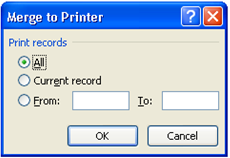 Merge to Printer
Print records
All
Current record
From: To:
OK Cancel